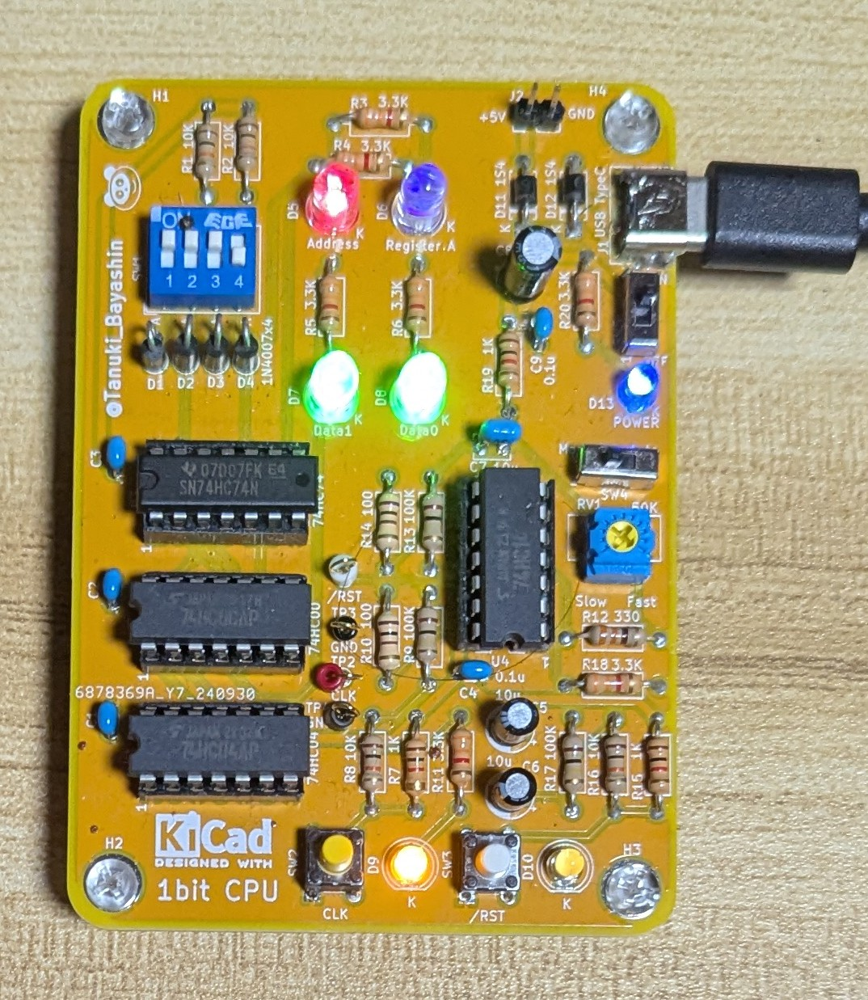 H1
R3 3.3K
J2
H4
+5V
GND
R1 10K
R2 10K
R4 3.3K
D11 1S4
D12 1S4
K
K
J1 USB TypeC
D5
K
D6
K
Address
Register.A
ON
1 2 3 4
@Tanuki_Bayashin
R5 3.3K
R6 3.3K
R20 3.3K
R19 1K
C9
0.1u
D1 D2 D3 D4
1N4007x4
D7
K
D8
K
Data1
Data0
D13
K
POWER
C3
07D07FK E4
SN74HC74N
74HC74
1
C7 10u
M
SW4
RV1 50K
R14 100
R13 100K
74HC14
C2
74HC00AP
74HC00
1
/RST
TP3
GND
TP2
CLK
R10 100
R9 100K
Slow Fast
R12 330
U4
1
0.1u
C4
R18 3.3K
6878369A_Y7_240930
74HC04AP
74HC04
1
10u
C5
+
10u
C6
+
R8 10K
R7 1K
R11 3.3K
R17 100K
R16 10K
R15 1K
KiCad
DESIGNED WITH
1bit CPU
H2
SW2
D9
SW3
D10
H3
CLK
K
/RST
K